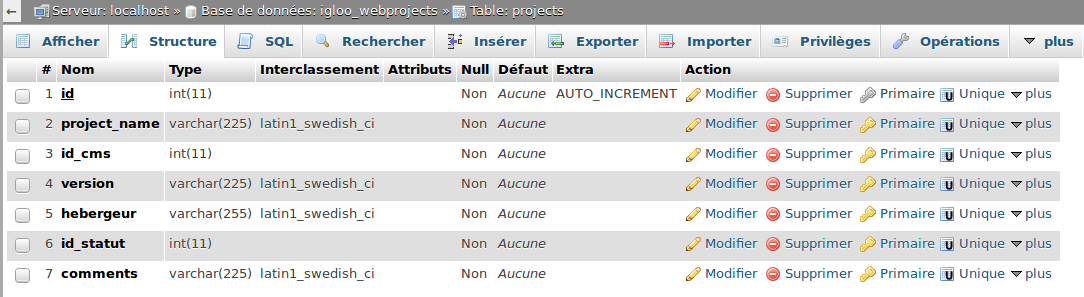 ← Serveur: localhost » Base de données: igloo_webprojects » Table: projects
Afficher Structure SQL Rechercher Insérer Exporter Importer Privilèges Opérations plus
# Nom Type Interclassement Attributs Null Défaut Extra Action
1 id int(11) Non Aucune AUTO_INCREMENT Modifier Supprimer Primaire U Unique plus
2 project_name varchar(225) latin1_swedish_ci Non Aucune Modifier Supprimer Primaire U Unique plus
3 id_cms int(11) Non Aucune Modifier Supprimer Primaire U Unique plus
4 version varchar(225) latin1_swedish_ci Non Aucune Modifier Supprimer Primaire U Unique plus
5 hebergeur varchar(255) latin1_swedish_ci Non Aucune Modifier Supprimer Primaire U Unique plus
6 id_statut int(11) Non Aucune Modifier Supprimer Primaire U Unique plus
7 comments varchar(225) latin1_swedish_ci Non Aucune Modifier Supprimer Primaire U Unique plus